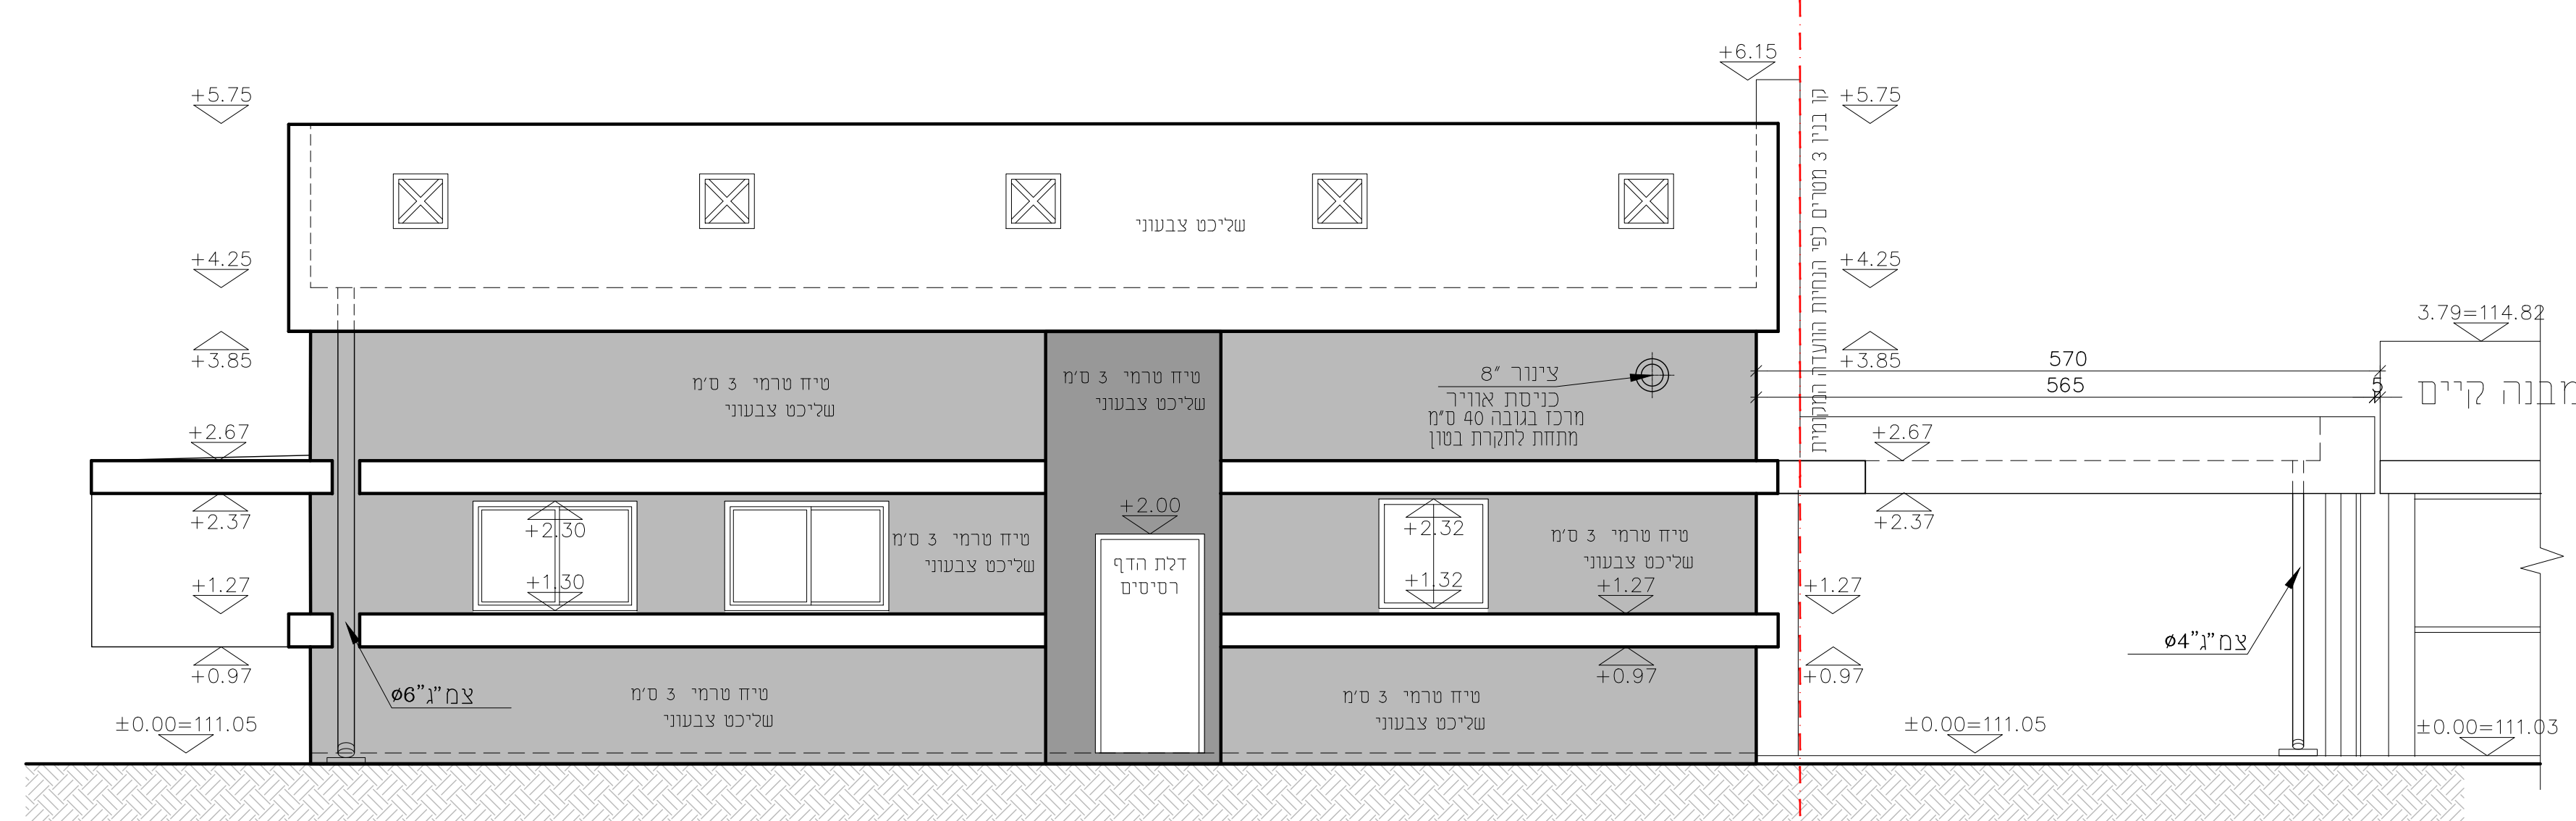 +6.15
+5.75
+5.75
קו בנין 3 מטרים לפי הנחיות הוועדה המקומית
שליכט צבעוני
+4.25
+4.25
3.79=114.82
+3.85
+3.85
570
565
5
מבנה קיים
טיח טרמי 3 ס'מ
שליכט צבעוני
טיח טרמי 3 ס'מ
שליכט צבעוני
צינור "8
כניסת אוויר
מרכז בגובה 40 ס"מ
מתחת לתקרת בטון
+2.67
+2.67
+2.37
+2.37
+2.30
+2.00
+2.32
טיח טרמי 3 ס'מ
שליכט צבעוני
דלת הדף
רסיסים
טיח טרמי 3 ס'מ
שליכט צבעוני
+1.27
+1.30
+1.32
+1.27
+1.27
+0.97
+0.97
+0.97
צמ"ג"ø6
צמ"ג"ø4
טיח טרמי 3 ס'מ
שליכט צבעוני
טיח טרמי 3 ס'מ
שליכט צבעוני
±0.00=111.05
±0.00=111.05
±0.00=111.03